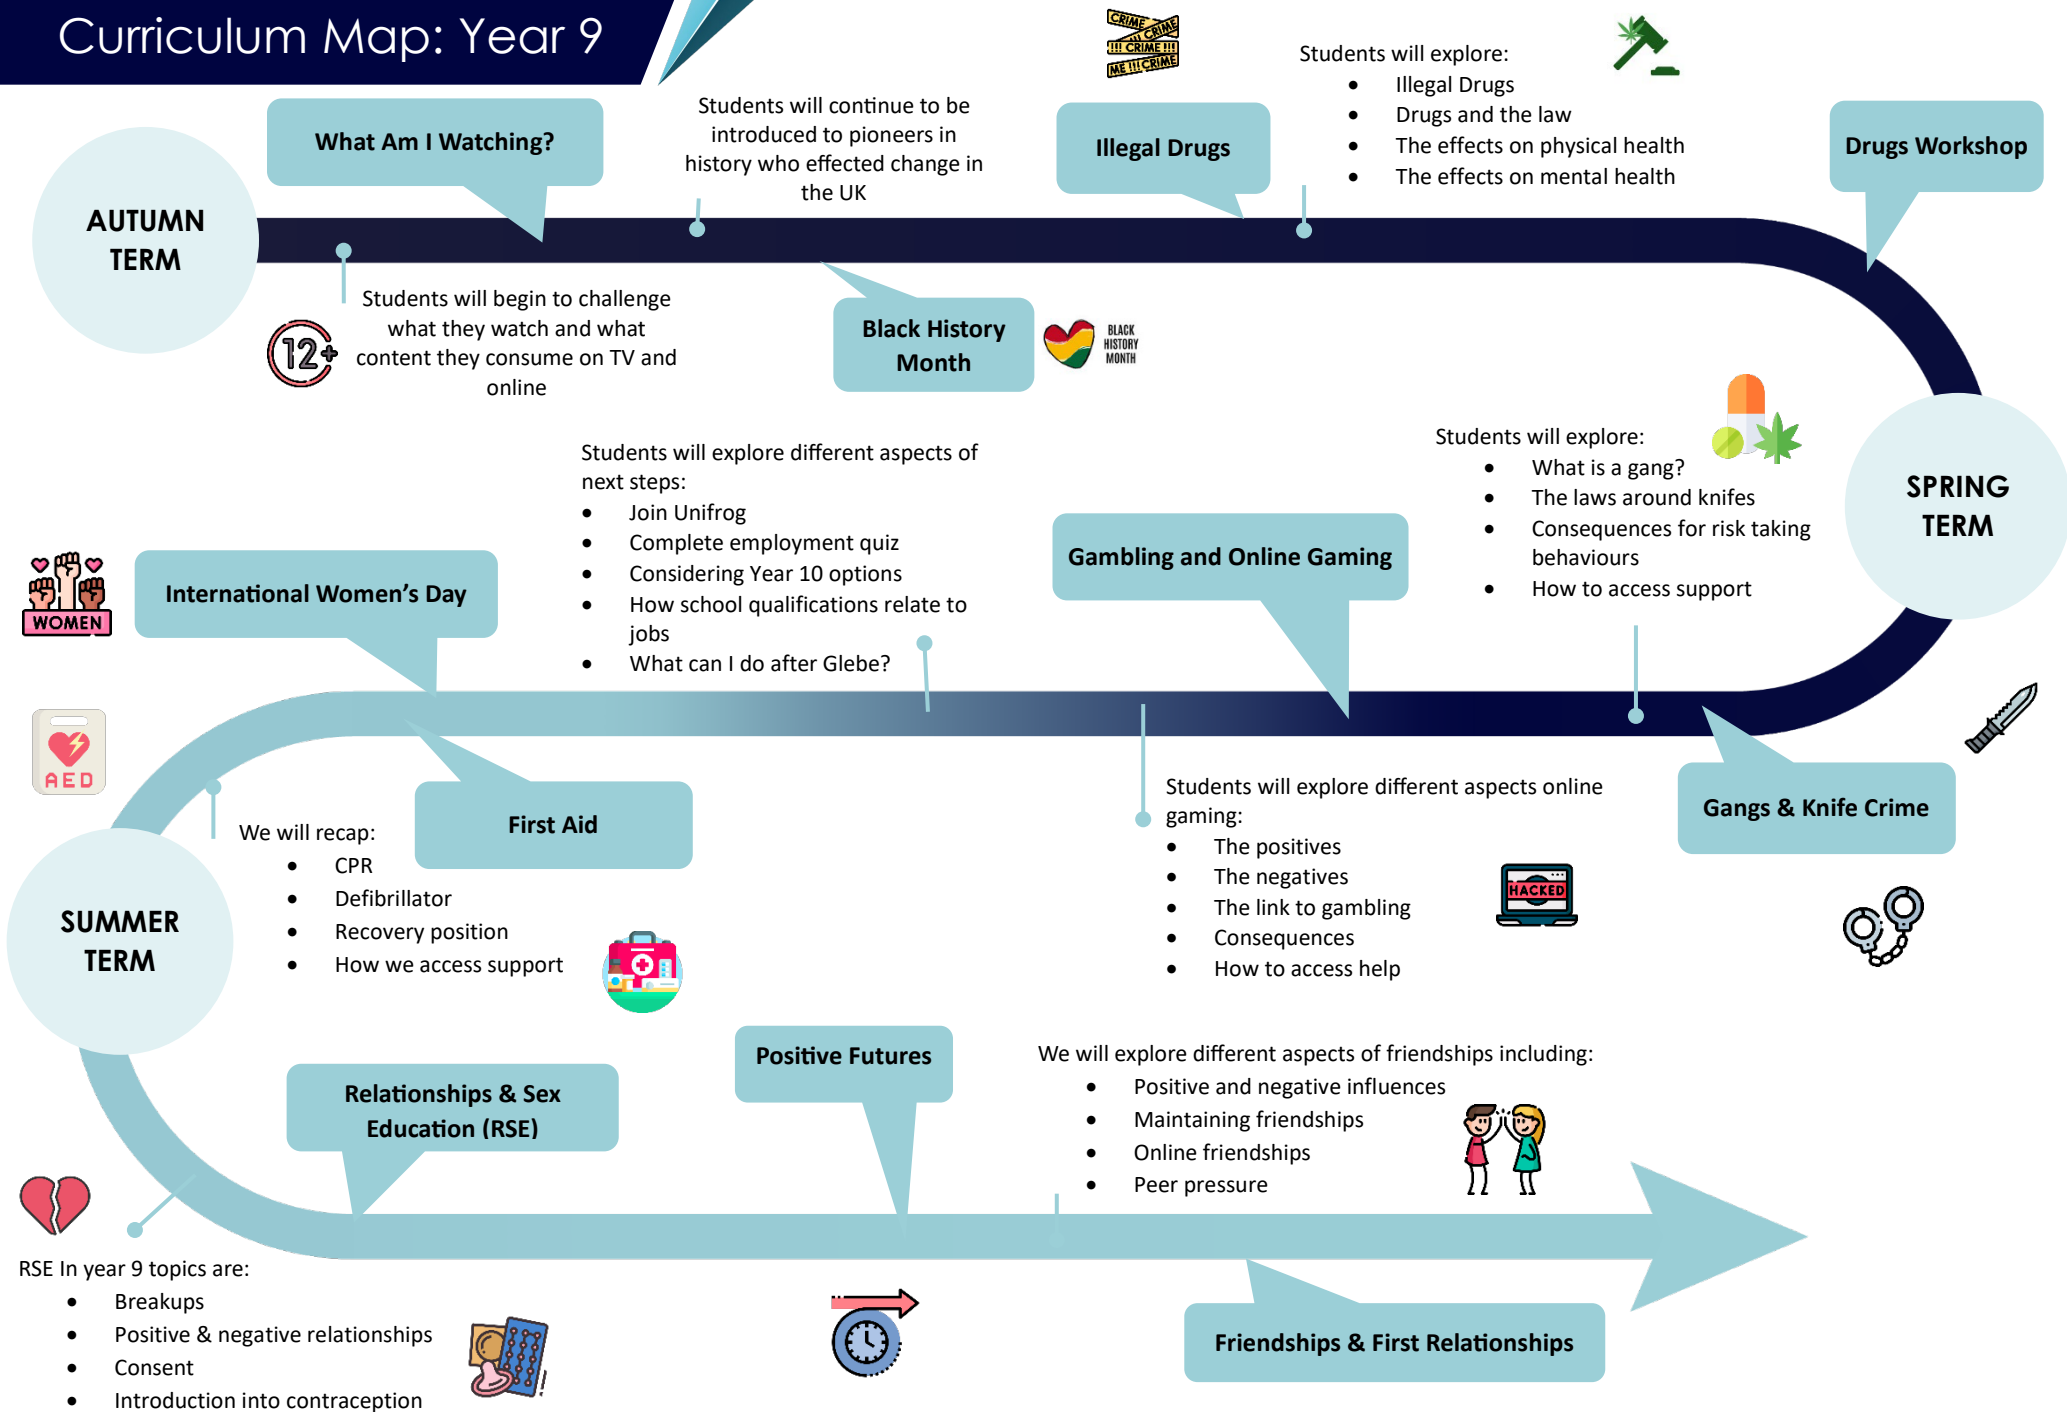 Curriculum Map: Year 9
AUTUMN
TERM
What Am I Watching?
Students will begin to challenge
what they watch and what
content they consume on TV and
online
12+
Students will continue to be
introduced to pioneers in
history who effected change in
the UK
Black History
Month
BLACK
HISTORY
MONTH
CRIME
CRIME
!!! CRIME !!!
ME !!! CRIME
Illegal Drugs
Students will explore:
• Illegal Drugs
• Drugs and the law
• The effects on physical health
• The effects on mental health
Drugs Workshop
SPRING
TERM
Students will explore:
• What is a gang?
• The laws around knifes
• Consequences for risk taking
behaviours
• How to access support
Gangs & Knife Crime
Gambling and Online Gaming
Students will explore different aspects online
gaming:
• The positives
• The negatives
• The link to gambling
• Consequences
• How to access help
HACKED
Students will explore different aspects of
next steps:
• Join Unifrog
• Complete employment quiz
• Considering Year 10 options
• How school qualifications relate to
jobs
• What can I do after Glebe?
International Women’s Day
WOMEN
First Aid
AED
We will recap:
• CPR
• Defibrillator
• Recovery position
• How we access support
SUMMER
TERM
Relationships & Sex
Education (RSE)
RSE In year 9 topics are:
• Breakups
• Positive & negative relationships
• Consent
• Introduction into contraception
Positive Futures
We will explore different aspects of friendships including:
• Positive and negative influences
• Maintaining friendships
• Online friendships
• Peer pressure
Friendships & First Relationships